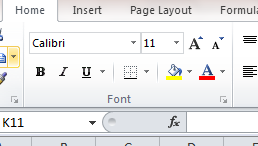 Home Insert Page Layout Formula
Calibri 11 A A
B I U A
Font
K11 fx